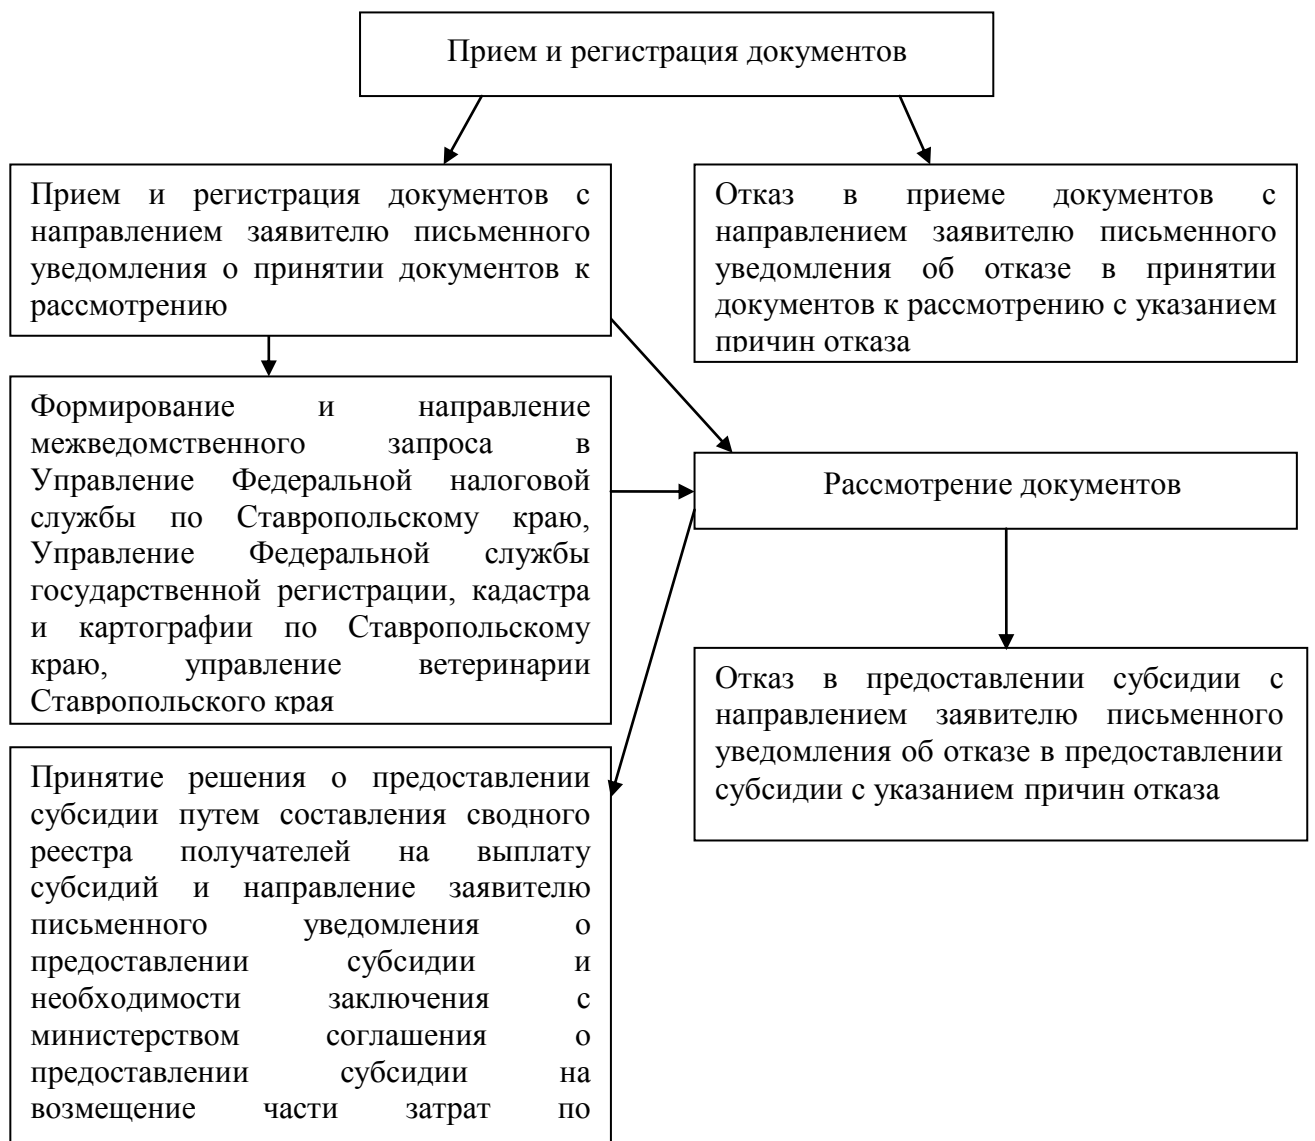 Прием и регистрация документов
Прием и регистрация документов с
направлением заявителю письменного
уведомления о принятии документов к
рассмотрению
Отказ в приеме документов с
направлением заявителю письменного
уведомления об отказе в принятии
документов к рассмотрению с указанием
причин отказа
Формирование и направление
межведомственного запроса в
Управление Федеральной налоговой
службы по Ставропольскому краю,
Управление Федеральной службы
государственной регистрации, кадастра
и картографии по Ставропольскому
краю, управление ветеринарии
Ставропольского края
Рассмотрение документов
Отказ в предоставлении субсидии с
направлением заявителю письменного
уведомления об отказе в предоставлении
субсидии с указанием причин отказа
Принятие решения о предоставлении
субсидии путем составления сводного
реестра получателей на выплату
субсидий и направление заявителю
письменного уведомления о
предоставлении субсидии и
необходимости заключения с
министерством соглашения о
предоставлении субсидии на
возмещение части затрат по